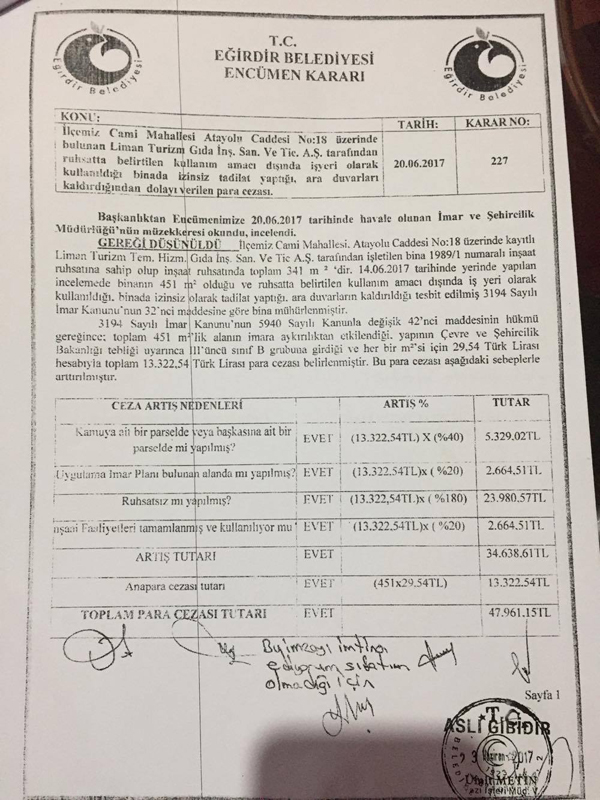 T.C.
EĞİRDİR BELEDİYESİ
ENCÜMEN KARARI
Eğirdir Belediyesi
Eğirdir Belediyesi
KONU:
İlçemiz Cami Mahallesi Atayolu Caddesi No:18 üzerinde
bulunan Liman Turizm Gıda İnş. San. Ve Tic. A.Ş. tarafından
ruhsatta belirtilen kullanım amacı dışında işyeri olarak
kullanıldığı binada izinsiz tadilat yaptığı, ara duvarları
kaldırdığından dolayı verilen para cezası.
TARİH:
KARAR NO:
20.06.2017
227
Başkanlıktan Encümenimize 20.06.2017 tarihinde havale olunan İmar ve Şehircilik
Müdürlüğü'nün müzekkeresi okundu, incelendi.
GEREĞİ DÜŞÜNÜLDÜ İlçemiz Cami Mahallesi. Atayolu Caddesi No:18 üzerinde kayıtlı
Liman Turizm Tem. Hizm. Gıda İnş. San. Ve Tic. A.Ş. tarafından işletilen bina 1989/1 numaralı inşaat
ruhsatına sahip olup inşaat ruhsatında toplam 341 m² 'dir. 14.06.2017 tarihinde yerinde yapılan
incelemede binanın 451 m² olduğu ve ruhsatta belirtilen kullanım amacı dışında iş yeri olarak
kullanıldığı, binada izinsiz olarak tadilat yaptığı, ara duvarların kaldırıldığı tesbit edilmiş 3194 Sayılı
İmar Kanunu'nun 32'nci maddesine göre bina mühürlenmiştir.
3194 Sayılı İmar Kanunu'nun 5940 Sayılı Kanunla değişik 42'nci maddesinin hükmü
gereğince; toplam 451 m²'lik alanın imara aykırılıktan etkilendiği, yapının Çevre ve Şehircilik
Bakanlığı tebliği uyarınca III'üncü sınıf B grubuna girdiği ve her bir m²'si için 29,54 Türk Lirası
hesabıyla toplam 13.322,54 Türk Lirası para cezası belirlenmiştir. Bu para cezası aşağıdaki sebeplerle
arttırılmıştır.
CEZA ARTIŞ NEDENLERİ ARTIŞ % TUTAR
Kamuya ait bir parselde veya başkasına ait bir
parselde mi yapılmış? EVET (13.322,54TL) X (%40) 5.329.02TL
Uygulama İmar Planı bulunan alanda mı yapılmış? EVET (13.322,54TL)x ( %20) 2.664,51TL
Ruhsatsız mı yapılmış? EVET (13.322,54TL)x ( %180) 23.980,57TL
nşaai Faaliyetleri tamamlanmış ve kullanılıyor mu EVET (13.322,54TL)x ( %20) 2.664,51TL
ARTIŞ TUTARI EVET 34.638,61TL
Anapara cezası tutarı EVET (451x29,54TL) 13.322.54TL
TOPLAM PARA CEZASI TUTARI EVET 47.961.15TL
Bu imzayı imtina
ediyorum sıfatım
olmadığı için
Sayfa 1
T.C.
ASLI GİBİDİR
Haziran 2017
METİN
Yazı İşleri Müd. V.